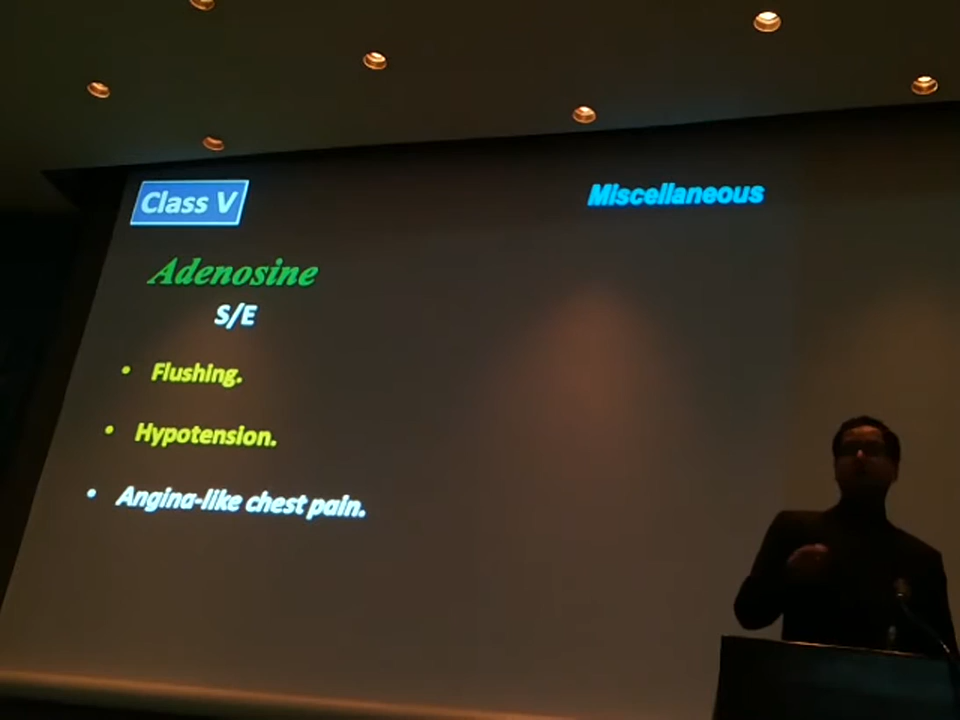 Class V
Miscellaneous
Adenosine
S/E
• Flushing.
• Hypotension.
• Angina-like chest pain.